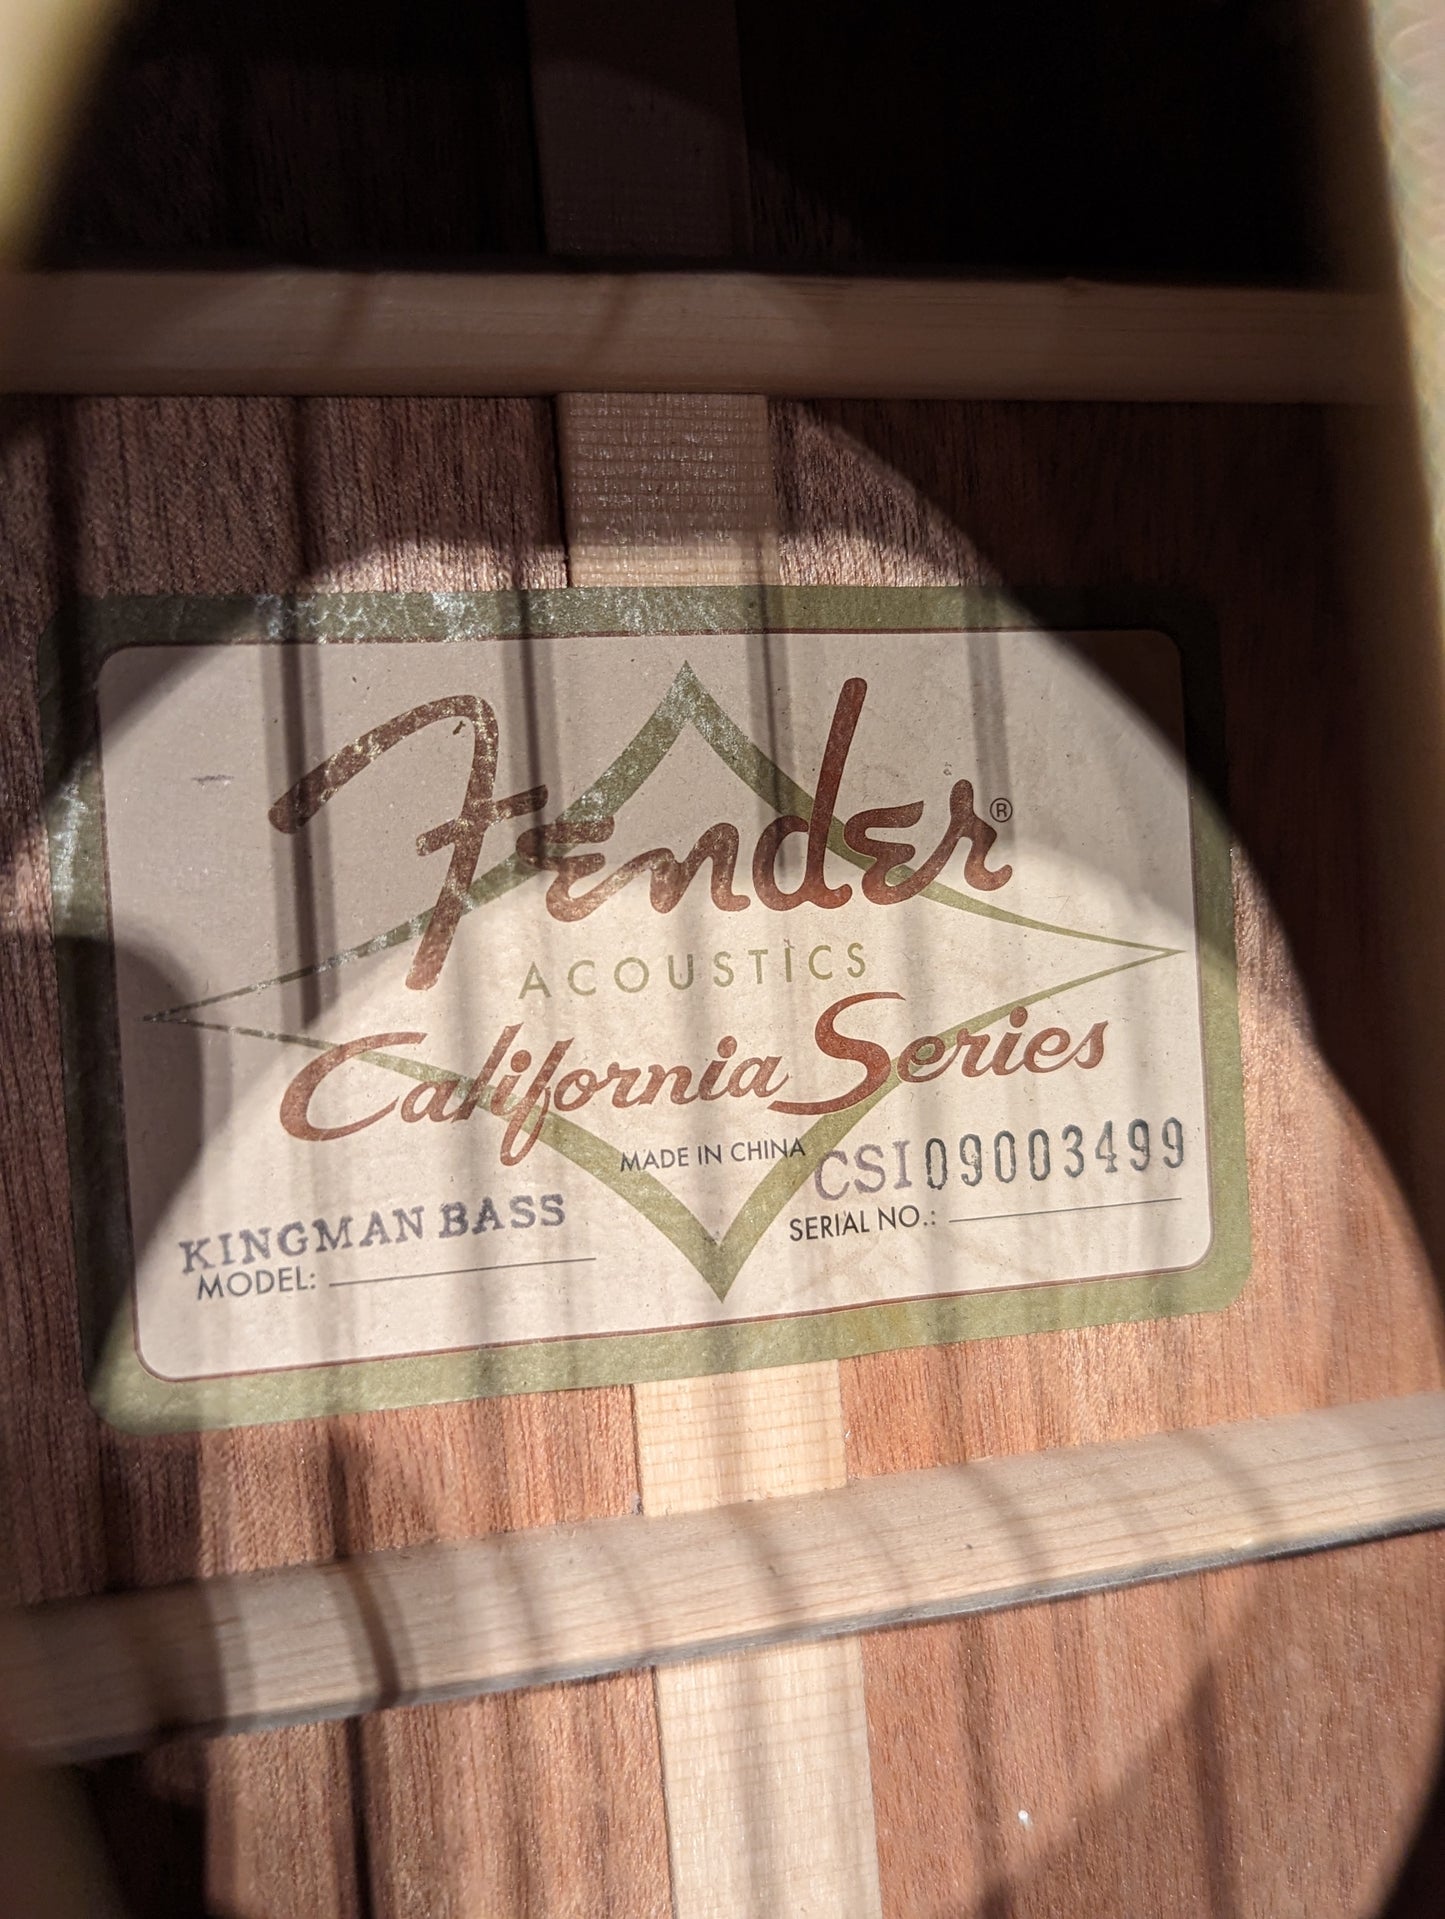 Fender®
ACOUSTICS
California Series
MADE IN CHINA
CSI09003499
SERIAL NO.:
KINGMAN BASS
MODEL: